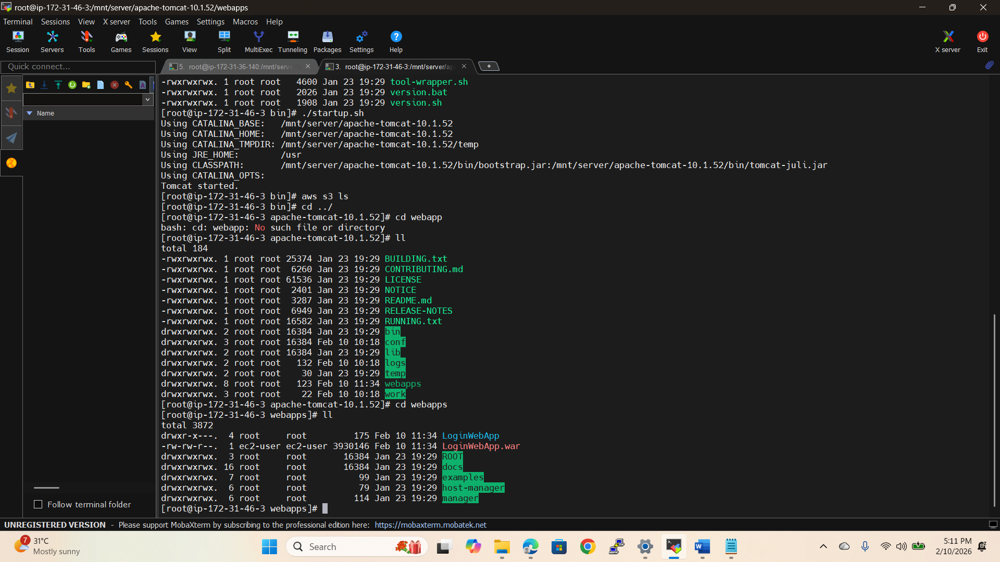 root@ip-172-31-46-3:/mnt/server/apache-tomcat-10.1.52/webapps
Terminal Sessions View X server Tools Games Settings Macros Help
Session Servers Tools Games Sessions View Split MultiExec Tunneling Packages Settings Help X server Exit
Quick connect...
5. root@ip-172-31-36-140:/mnt/serve
3. root@ip-172-31-46-3:/mnt/server/ap
Name
-rwxrwxrwx. 1 root root   4600 Jan 23 19:29 tool-wrapper.sh
-rwxrwxrwx. 1 root root   2026 Jan 23 19:29 version.bat
-rwxrwxrwx. 1 root root   1908 Jan 23 19:29 version.sh
[root@ip-172-31-46-3 bin]# ./startup.sh
Using CATALINA_BASE:   /mnt/server/apache-tomcat-10.1.52
Using CATALINA_HOME:   /mnt/server/apache-tomcat-10.1.52
Using CATALINA_TMPDIR: /mnt/server/apache-tomcat-10.1.52/temp
Using JRE_HOME:        /usr
Using CLASSPATH:       /mnt/server/apache-tomcat-10.1.52/bin/bootstrap.jar:/mnt/server/apache-tomcat-10.1.52/bin/tomcat-juli.jar
Using CATALINA_OPTS:
Tomcat started.
[root@ip-172-31-46-3 bin]# aws s3 ls
[root@ip-172-31-46-3 bin]# cd ../
[root@ip-172-31-46-3 apache-tomcat-10.1.52]# cd webapp
bash: cd: webapp: No such file or directory
[root@ip-172-31-46-3 apache-tomcat-10.1.52]# ll
total 184
-rwxrwxrwx. 1 root root 25374 Jan 23 19:29 BUILDING.txt
-rwxrwxrwx. 1 root root  6260 Jan 23 19:29 CONTRIBUTING.md
-rwxrwxrwx. 1 root root 61536 Jan 23 19:29 LICENSE
-rwxrwxrwx. 1 root root  2401 Jan 23 19:29 NOTICE
-rwxrwxrwx. 1 root root  3287 Jan 23 19:29 README.md
-rwxrwxrwx. 1 root root  6949 Jan 23 19:29 RELEASE-NOTES
-rwxrwxrwx. 1 root root 16582 Jan 23 19:29 RUNNING.txt
drwxrwxrwx. 2 root root 16384 Jan 23 19:29 bin
drwxrwxrwx. 3 root root 16384 Feb 10 10:18 conf
drwxrwxrwx. 2 root root 16384 Jan 23 19:29 lib
drwxrwxrwx. 2 root root   132 Feb 10 10:18 logs
drwxrwxrwx. 2 root root    30 Jan 23 19:29 temp
drwxrwxrwx. 8 root root   123 Feb 10 11:34 webapps
drwxrwxrwx. 3 root root    22 Feb 10 10:18 work
[root@ip-172-31-46-3 apache-tomcat-10.1.52]# cd webapps
[root@ip-172-31-46-3 webapps]# ll
total 3872
drwxr-x---.  4 root     root         175 Feb 10 11:34 LoginWebApp
-rw-rw-r--.  1 ec2-user ec2-user 3930146 Feb 10 11:34 LoginWebApp.war
drwxrwxrwx.  3 root     root       16384 Jan 23 19:29 ROOT
drwxrwxrwx. 16 root     root       16384 Jan 23 19:29 docs
drwxrwxrwx.  7 root     root          99 Jan 23 19:29 examples
drwxrwxrwx.  6 root     root          79 Jan 23 19:29 host-manager
drwxrwxrwx.  6 root     root         114 Jan 23 19:29 manager
[root@ip-172-31-46-3 webapps]#
Follow terminal folder
UNREGISTERED VERSION - Please support MobaXterm by subscribing to the professional edition here: https://mobaxterm.mobatek.net
7
31°C
Mostly sunny
Search
5:11 PM
2/10/2026